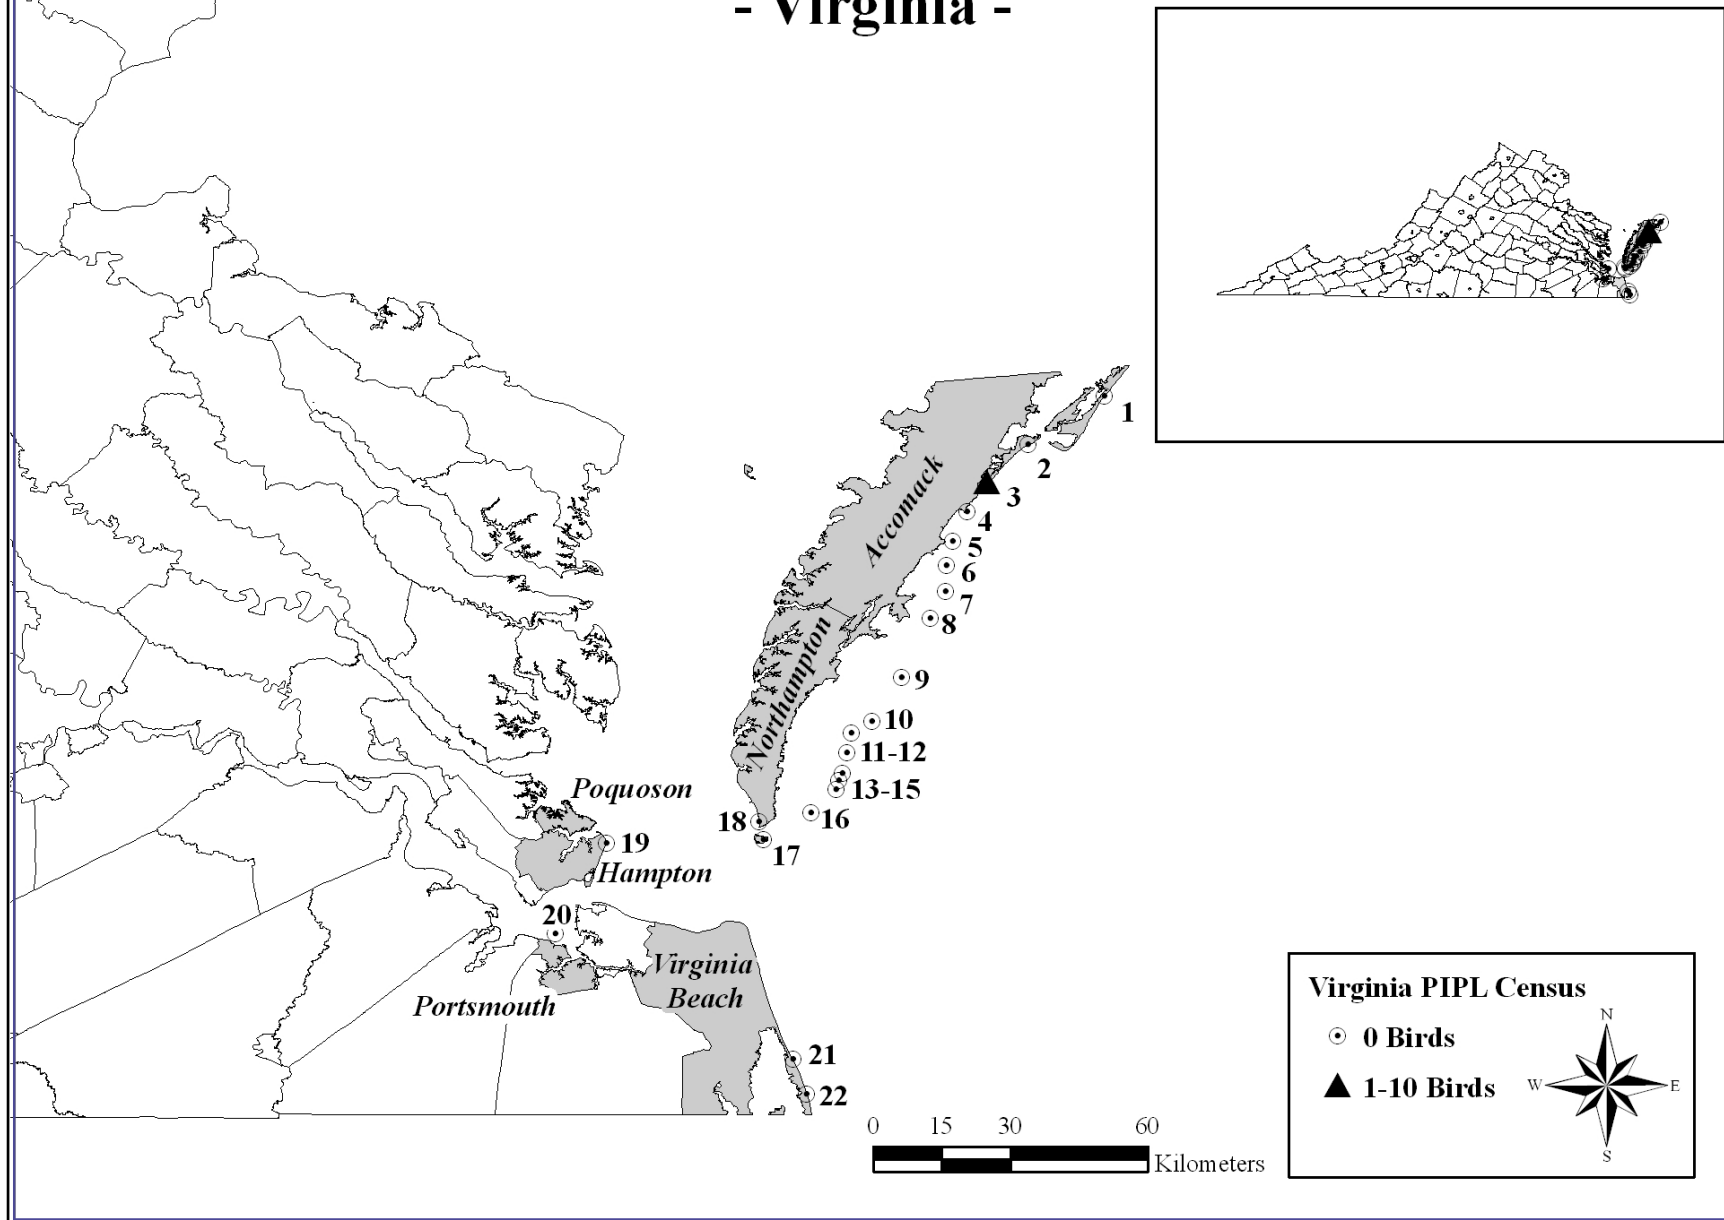 - Virginia -
1
2
3
4
5
6
7
8
9
10
11-12
13-15
16
17
18
19
20
21
22
Accomack
Northampton
Poquoson
Hampton
Portsmouth
Virginia
Beach
0 15 30 60
Kilometers
Virginia PIPL Census
0 Birds
1-10 Birds
N
W E
S